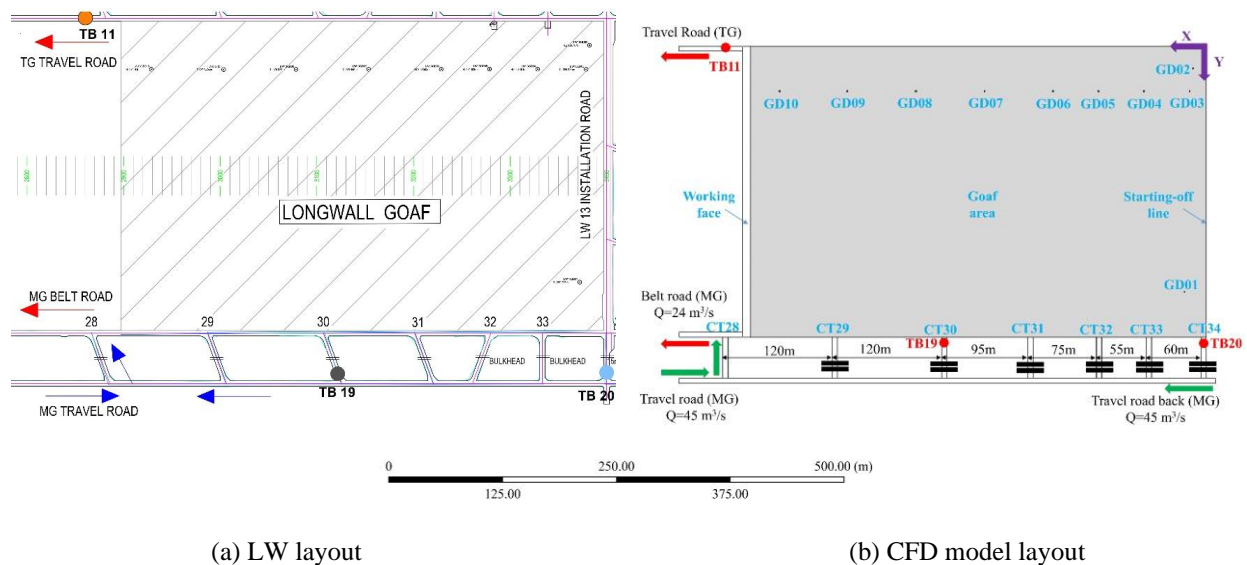 TB 11
TG TRAVEL ROAD
LW 13 INSTALLATION ROAD
LONGWALL GOAF
MG BELT ROAD
28 29 30 31 32 33
BULKHEAD BULKHEAD
TB 19
TB 20
MG TRAVEL ROAD
Travel Road (TG)
TB11
X
Y
GD02
GD10 GD09 GD08 GD07 GD06 GD05 GD04 GD03
Working
face
Goaf
area
Starting-off
line
GD01
Belt road (MG)
Q=24 m³/s
CT28 CT29 CT30 CT31 CT32 CT33 CT34
TB19
TB20
120m 120m 95m 75m 55m 60m
Travel road (MG)
Q=45 m³/s
Travel road back (MG)
Q=45 m³/s
0 250.00 500.00 (m)
125.00 375.00
(a) LW layout
(b) CFD model layout